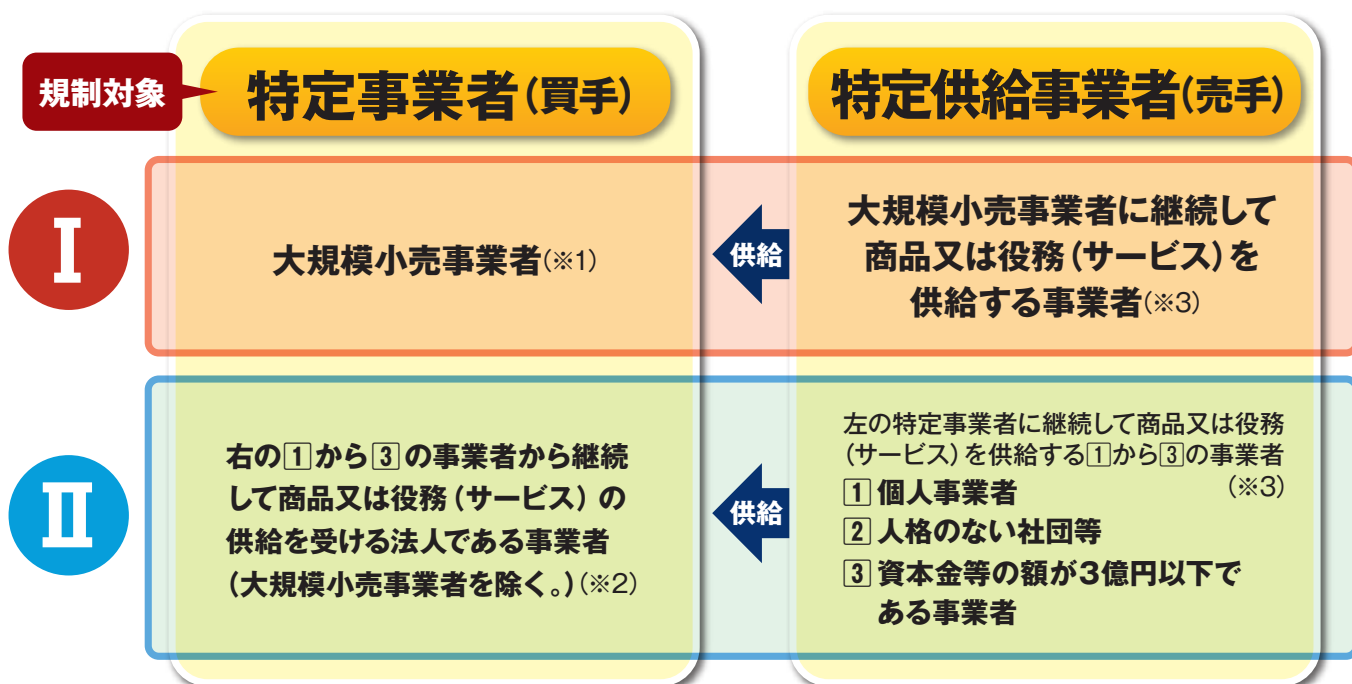 規制対象
特定事業者(買手)
特定供給事業者(売手)
I
大規模小売事業者(※1)
供給
大規模小売事業者に継続して
商品又は役務(サービス)を
供給する事業者(※3)
II
右の1から3の事業者から継続
して商品又は役務(サービス)の
供給を受ける法人である事業者
(大規模小売事業者を除く。)(※2)
供給
左の特定事業者に継続して商品又は役務
(サービス)を供給する1から3の事業者
(※3)
1 個人事業者
2 人格のない社団等
3 資本金等の額が3億円以下で
ある事業者